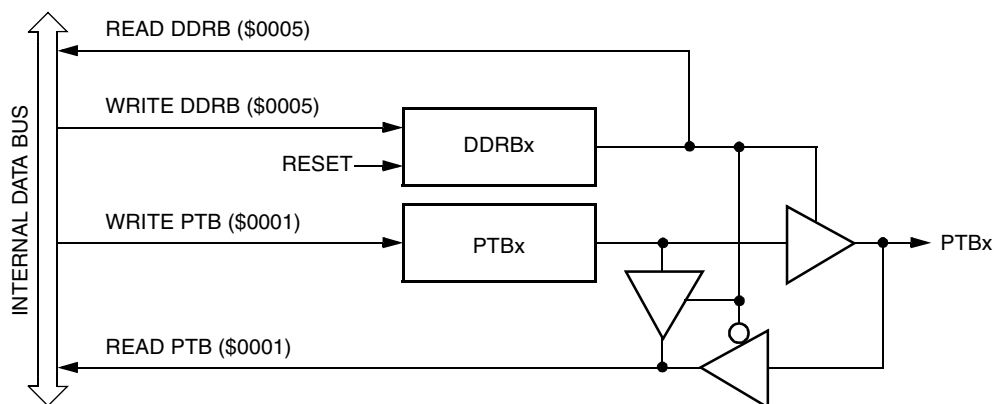 READ DDRB ($0005)
WRITE DDRB ($0005)
DDRBx
RESET
WRITE PTB ($0001)
PTBx
PTBx
READ PTB ($0001)
INTERNAL DATA BUS